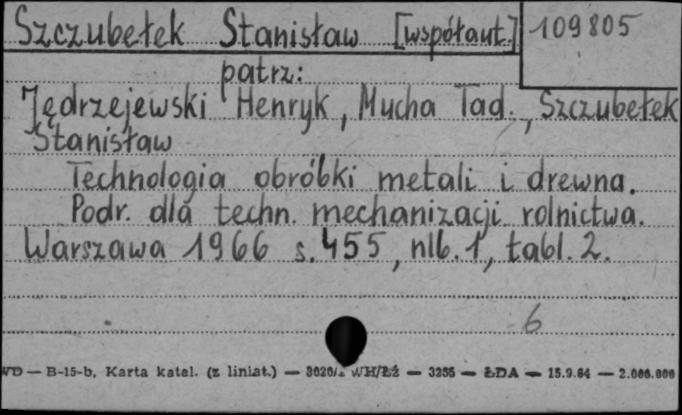 Szczubełek Stanisław [współaut.] 109805
patrz:
Jędrzejewski Henryk, Mucha Tad., Szczubełek
Stanisław
Technologia obróbki metali i drewna.
Podr. dla techn. mechanizacji rolnictwa.
Warszawa 1966 s. 455, nlb. 1, tabl. 2.
6
WD — B-15-b, Karta katal. (z liniat.) — WH/Łż — 3255 — ŁDA — 15.9.64 — 2.000.000